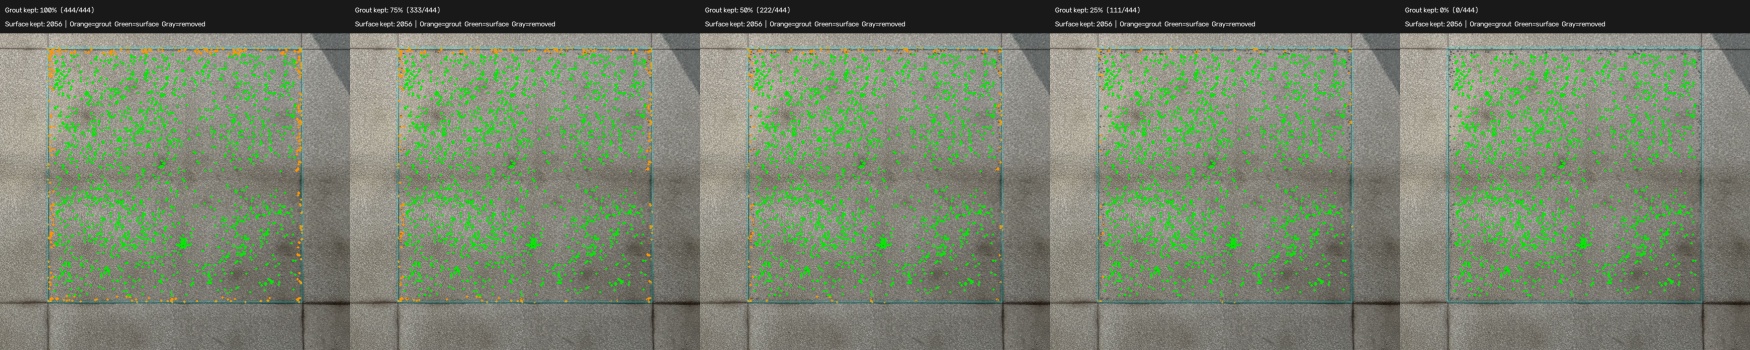 Grout kept: 100% (444/444)
Surface kept: 2056 | Orange=grout Green=surface Gray=removed
Grout kept: 75% (333/444)
Surface kept: 2056 | Orange=grout Green=surface Gray=removed
Grout kept: 50% (222/444)
Surface kept: 2056 | Orange=grout Green=surface Gray=removed
Grout kept: 25% (111/444)
Surface kept: 2056 | Orange=grout Green=surface Gray=removed
Grout kept: 0% (0/444)
Surface kept: 2056 | Orange=grout Green=surface Gray=removed